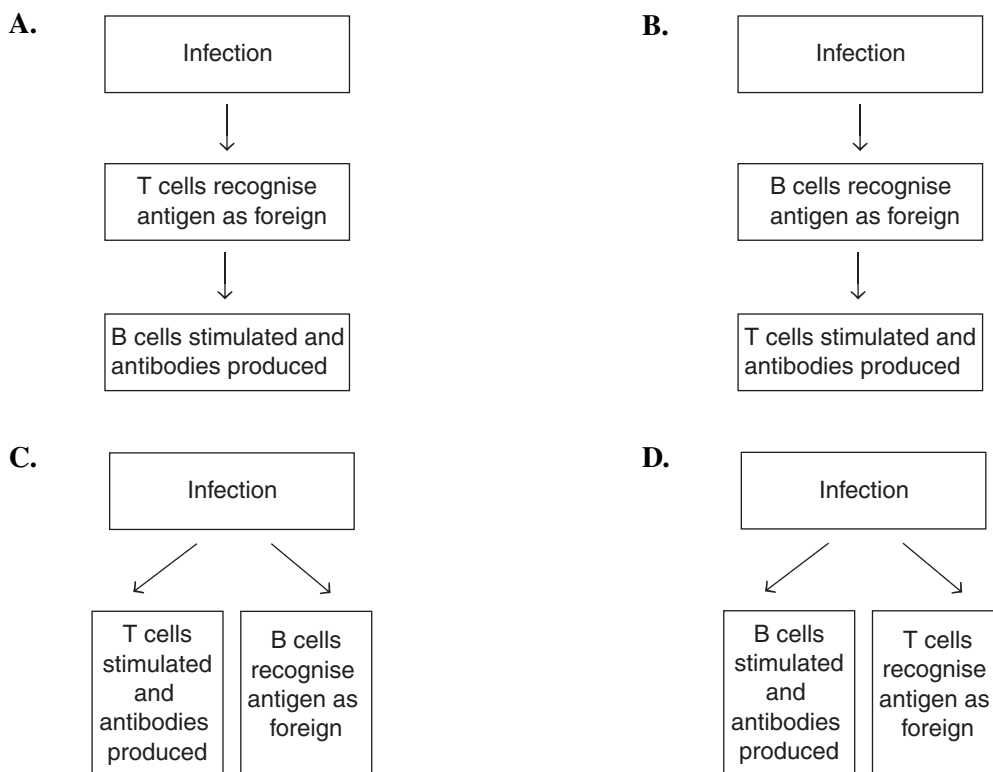 A.
Infection
T cells recognise
antigen as foreign
B cells stimulated and
antibodies produced
B.
Infection
B cells recognise
antigen as foreign
T cells stimulated and
antibodies produced
C.
Infection
T cells
stimulated
and
antibodies
produced
B cells
recognise
antigen as
foreign
D.
Infection
B cells
stimulated
and
antibodies
produced
T cells
recognise
antigen as
foreign